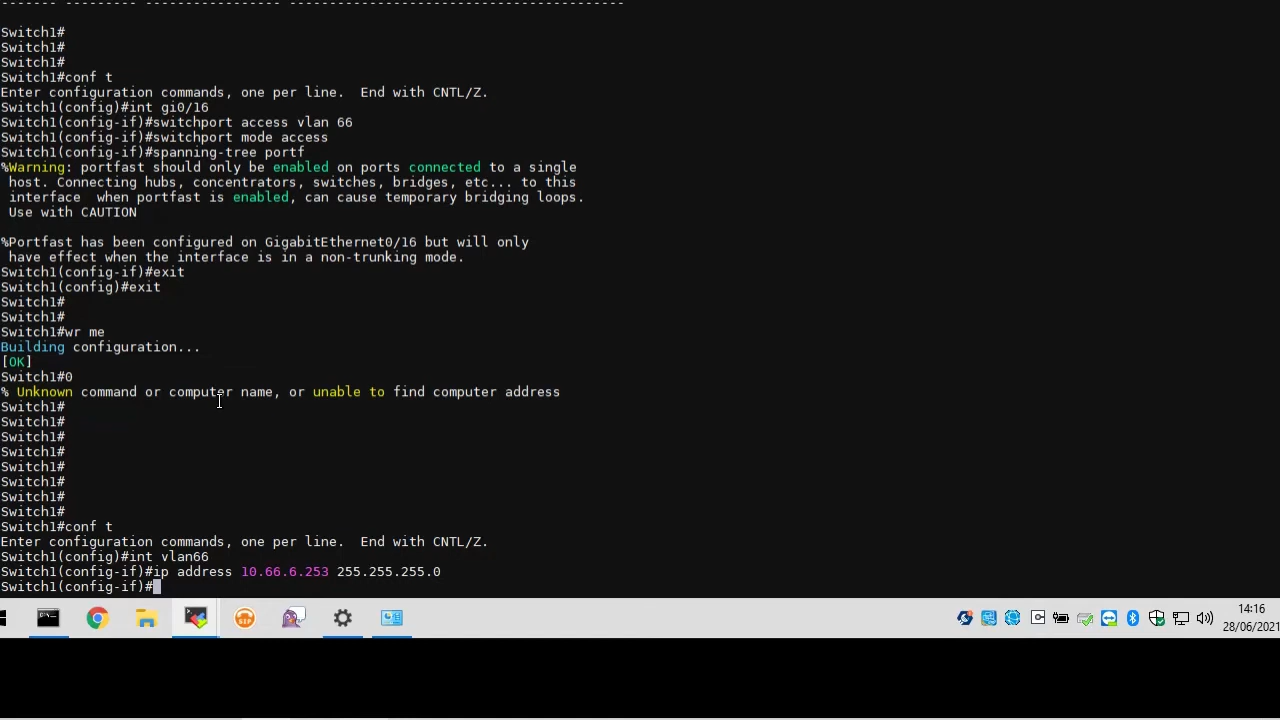 ------- --------- ----------------- ------------------------------------------
Switch1#
Switch1#
Switch1#
Switch1#conf t
Enter configuration commands, one per line.  End with CNTL/Z.
Switch1(config)#int gi0/16
Switch1(config-if)#switchport access vlan 66
Switch1(config-if)#switchport mode access
Switch1(config-if)#spanning-tree portf
%Warning: portfast should only be enabled on ports connected to a single
 host. Connecting hubs, concentrators, switches, bridges, etc... to this
 interface  when portfast is enabled, can cause temporary bridging loops.
 Use with CAUTION
%Portfast has been configured on GigabitEthernet0/16 but will only
 have effect when the interface is in a non-trunking mode.
Switch1(config-if)#exit
Switch1(config)#exit
Switch1#
Switch1#
Switch1#wr me
Building configuration...
[OK]
Switch1#0
% Unknown command or computer name, or unable to find computer address
Switch1#
Switch1#
Switch1#
Switch1#
Switch1#
Switch1#
Switch1#
Switch1#
Switch1#conf t
Enter configuration commands, one per line.  End with CNTL/Z.
Switch1(config)#int vlan66
Switch1(config-if)#ip address 10.66.6.253 255.255.255.0
Switch1(config-if)#
SIP
14:16
28/06/2021